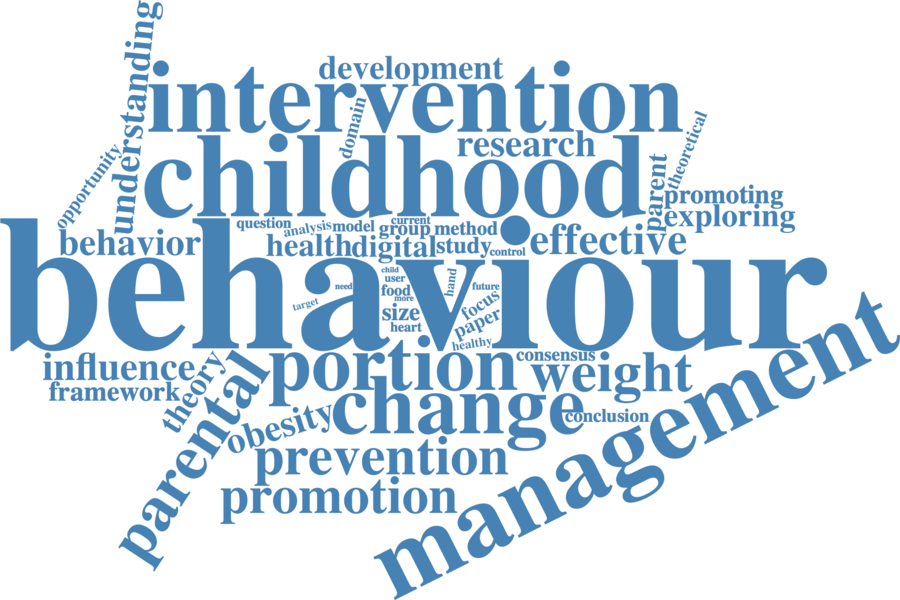 understanding
development
intervention
domain
theoretical
opportunity
research
childhood
parent
promoting
exploring
question
analysis
model
current
group
method
behavior
health
digital
study
control
effective
behaviour
child
user
hand
need
food
future
more
target
size
focus
heart
paper
healthy
consensus
influence
portion
weight
framework
theory
parental
change
conclusion
obesity
management
prevention
promotion